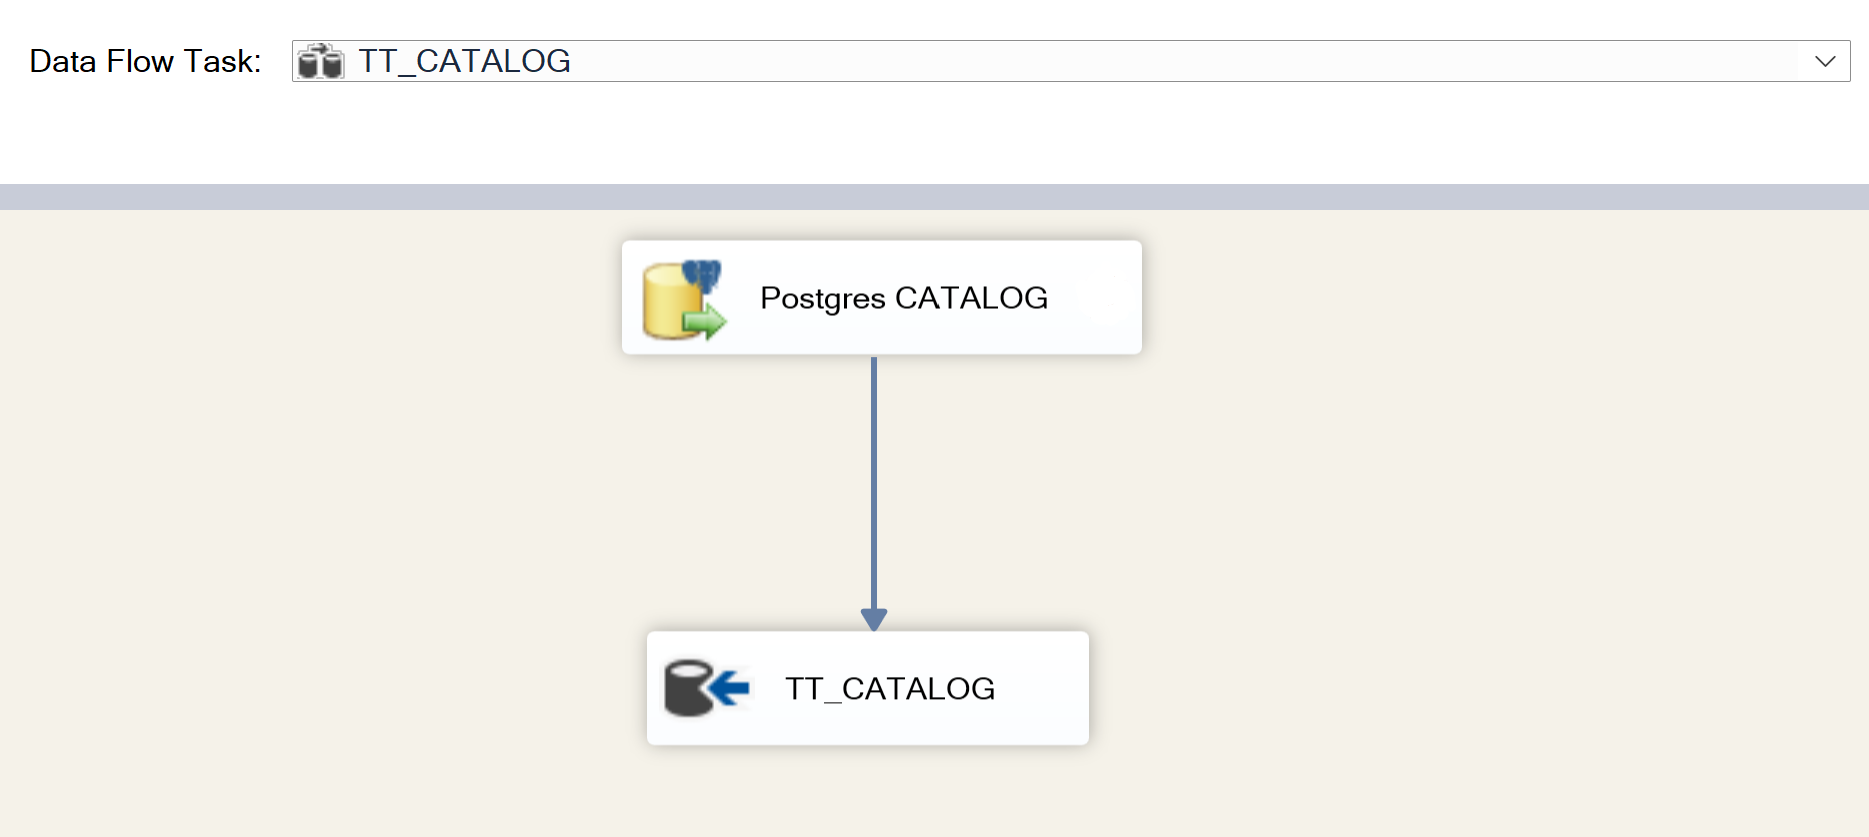 Data Flow Task: TT_CATALOG
Postgres CATALOG
TT_CATALOG